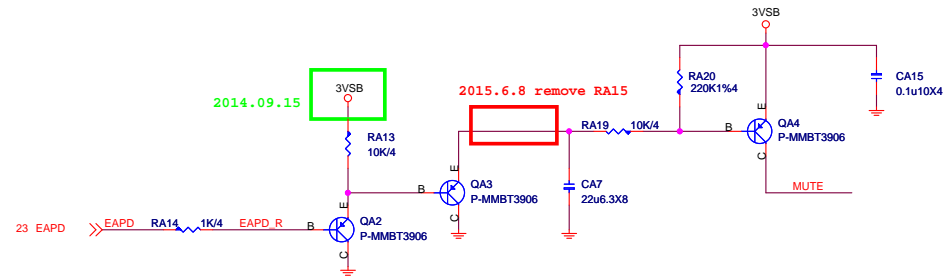 3VSB
2014.09.15
3VSB
2015.6.8 remove RA15
RA20
220K1%4
CA15
0.1u10X4
RA13
10K/4
RA19
10K/4
E
B
QA4
P-MMBT3906
C
E
B
QA3
P-MMBT3906
C
CA7
22u6.3X8
MUTE
E
23 EAPD
EAPD
RA14
1K/4
EAPD_R
B
QA2
P-MMBT3906
C